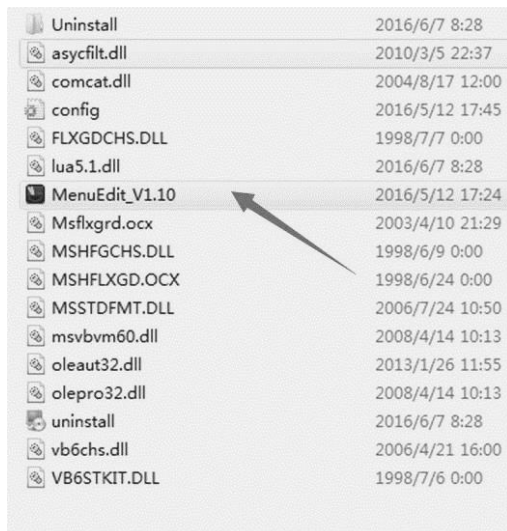 Uninstall 2016/6/7 8:28
asycfilt.dll 2010/3/5 22:37
comcat.dll 2004/8/17 12:00
config 2016/5/12 17:45
FLXGDCHS.DLL 1998/7/7 0:00
lua5.1.dll 2016/6/7 8:28
MenuEdit_V1.10 2016/5/12 17:24
Msflxgrd.ocx 2003/4/10 21:29
MSHFGCHS.DLL 1998/6/9 0:00
MSHFLXGD.OCX 1998/6/24 0:00
MSSTDFMT.DLL 2006/7/24 10:50
msvbvm60.dll 2008/4/14 10:13
oleaut32.dll 2013/1/26 11:55
olepro32.dll 2008/4/14 10:13
uninstall 2016/6/7 8:28
vb6chs.dll 2006/4/21 16:00
VB6STKIT.DLL 1998/7/6 0:00